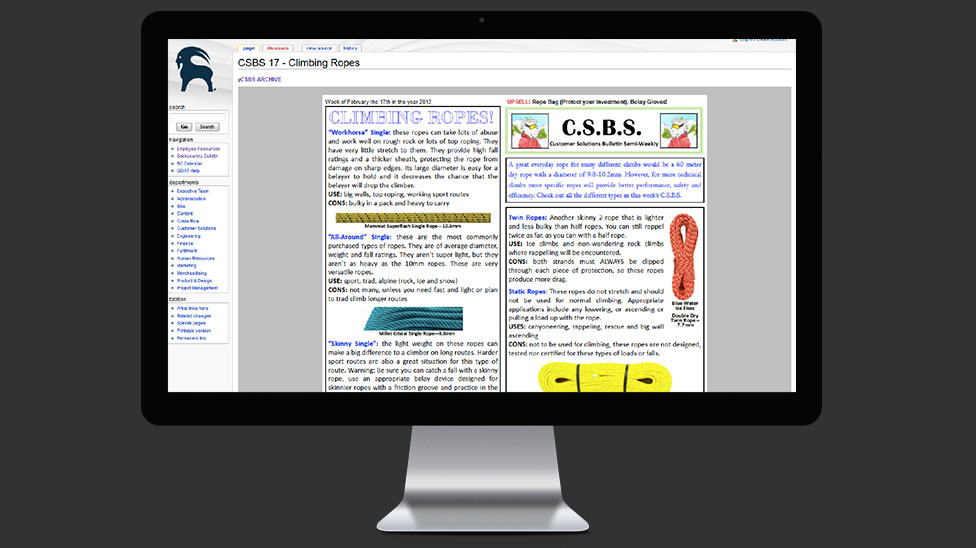 page
discussion
view source
history
CSBS 17 - Climbing Ropes
CSBS ARCHIVE
search
Go
Search
navigation
Employee Resources
Backcountry Bulletin
BC Calendar
GOAT Help
departments
Executive Team
Administration
Bike
Content
Costa Rica
Customer Solutions
Employees
Engineering
Finance
Fulfillment
Human Resources
Marketing
Merchandising
Product & Design
Project Management
toolbox
What links here
Related changes
Special pages
Printable version
Permanent link
Week of February the 17th in the year 2013
CLIMBING ROPES!
"Workhorse" Single: these ropes can take lots of abuse
and work well on rough rock or lots of top roping. They
have very little stretch to them. They provide high fall
ratings and a thicker sheath, protecting the rope from
damage on sharp edges. Its large diameter is easy for a
belayer to hold and it decreases the chance that the
belayer will drop the climber.
USE: big walls, top roping, working sport routes
CONS: bulky in a pack and heavy to carry
Mammut Superflash Single Rope—10.5mm
"All-Around" Single: these are the most commonly
purchased types of ropes. They are of average diameter,
weight and fall ratings. They aren't super light, but they
aren't as heavy as the 10mm ropes. These are very
versatile ropes.
USE: sport, trad, alpine (rock, ice and snow)
CONS: not many, unless you need fast and light or plan
to trad climb longer routes
Millet Cristal Single Rope—9.8mm
"Skinny Single": the light weight on these ropes can
make a big difference to a climber on long routes. Harder
sport routes are also a great situation for this type of
route. Warning: Be sure you can catch a fall with a skinny
rope, use an appropriate belay device designed for
skinnier ropes with a friction groove and practice in the
UPSELL: Rope Bag (Protect your investment), Belay Gloves!
C.S.B.S.
Customer Solutions Bulletin Semi-Weekly
A great everyday rope for many different climbs would be a 60 meter
dry rope with a diameter of 9.8-10.2mm. However, for more technical
climbs more specific ropes will provide better performance, safety and
efficiency. Check out all the different types in this week's C.S.B.S.
Twin Ropes: Another skinny 2-rope that is lighter
and less bulky than half ropes. You can still rappel
twice as far, as you can with a half rope.
USE: Ice climbs and non-wandering rock climbs
where rappelling will be encountered.
CONS: both strands must ALWAYS be clipped
through each piece of protection, so these ropes
produce more drag.
Blue Water
Ice Floss
Double Dry
Twin Rope—
7.7mm
Static Ropes: These ropes do not stretch and should
not be used for normal climbing. Appropriate
applications include any lowering, or ascending or
pulling a load up with the rope.
USES: canyoneering, rappelling, rescue and big wall
ascending
CONS: not to be used for climbing, these ropes are not designed,
tested nor certified for these types of loads or falls.